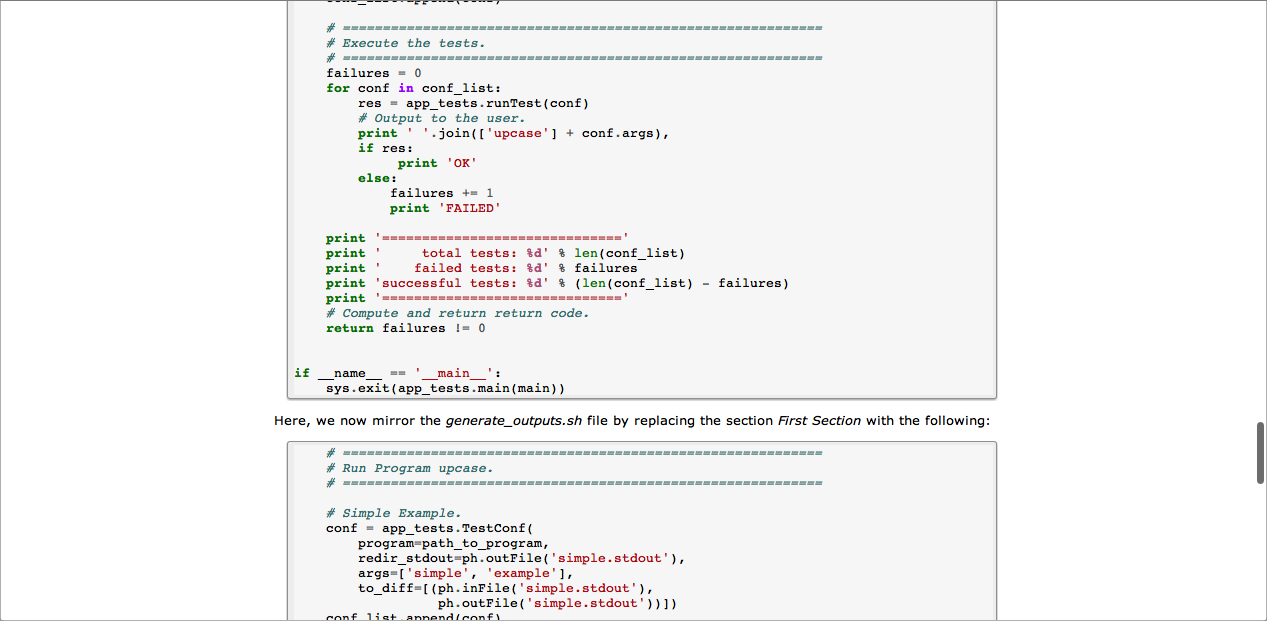 # ============================================================
# Execute the tests.
# ============================================================
failures = 0
for conf in conf_list:
res = app_tests.runTest(conf)
# Output to the user.
print ' '.join(['upcase'] + conf.args),
if res:
print 'OK'
else:
failures += 1
print 'FAILED'
print '=============================='
print '     total tests: %d' % len(conf_list)
print '    failed tests: %d' % failures
print 'successful tests: %d' % (len(conf_list) - failures)
print '=============================='
# Compute and return return code.
return failures != 0
if __name__ == '__main__':
sys.exit(app_tests.main(main))
Here, we now mirror the generate_outputs.sh file by replacing the section First Section with the following:
# ============================================================
# Run Program upcase.
# ============================================================
# Simple Example.
conf = app_tests.TestConf(
program=path_to_program,
redir_stdout=ph.outFile('simple.stdout'),
args=['simple', 'example'],
to_diff=[(ph.inFile('simple.stdout'),
ph.outFile('simple.stdout'))])
conf_list.append(conf)